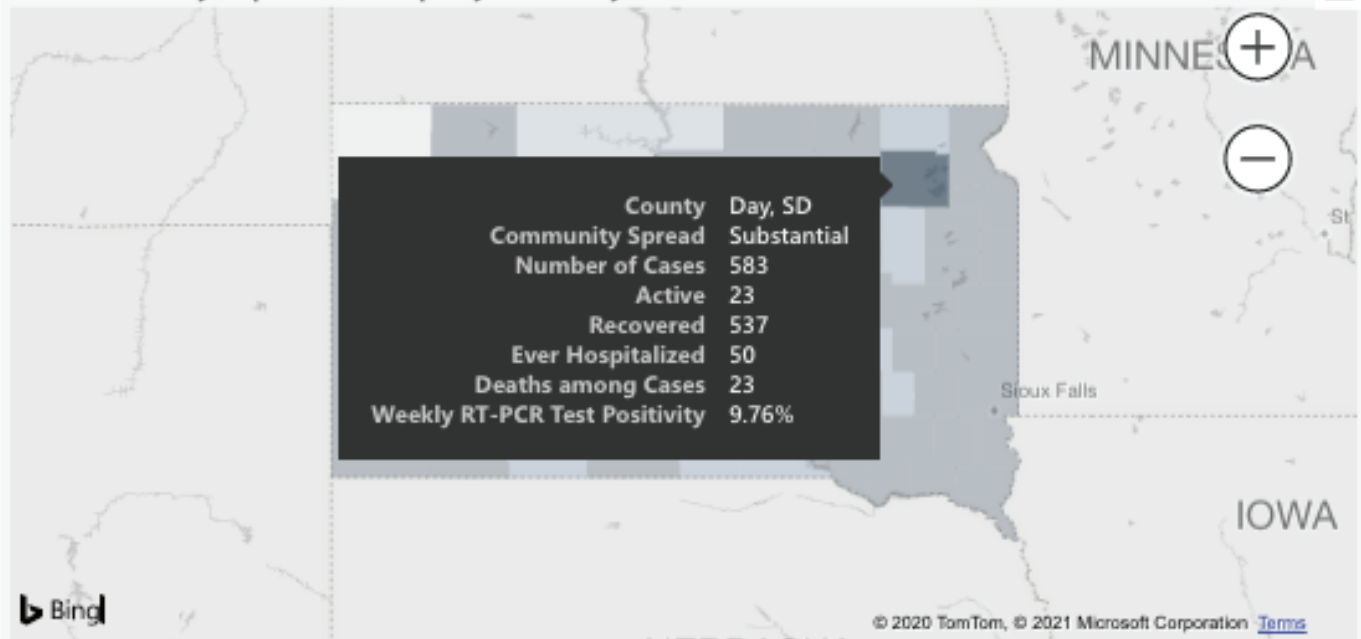 MINNES A
County Day, SD
Community Spread Substantial
Number of Cases 583
Active 23
Recovered 537
Ever Hospitalized 50
Deaths among Cases 23
Weekly RT-PCR Test Positivity 9.76%
St
Sioux Falls
IOWA
Bing
© 2020 TomTom, © 2021 Microsoft Corporation Terms